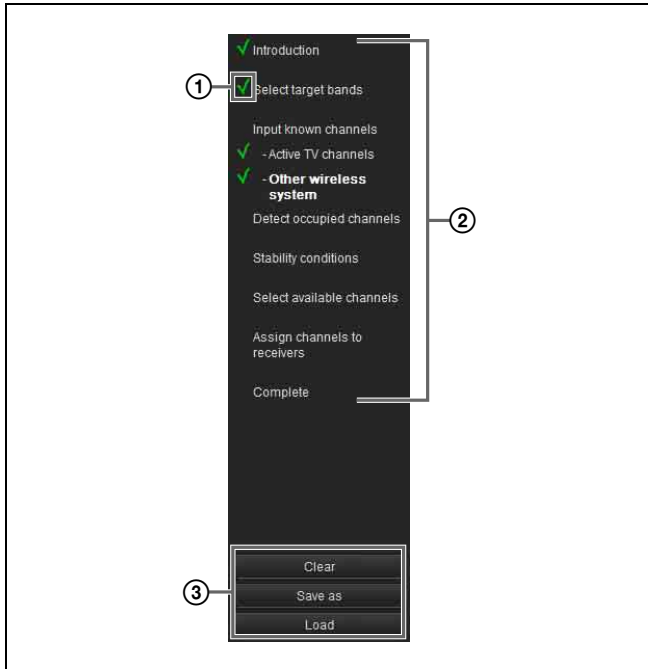 ✓ Introduction
① ✓ Select target bands
Input known channels
✓ - Active TV channels
✓ - Other wireless
system
Detect occupied channels
②
Stability conditions
Select available channels
Assign channels to
receivers
Complete
Clear
③ Save as
Load